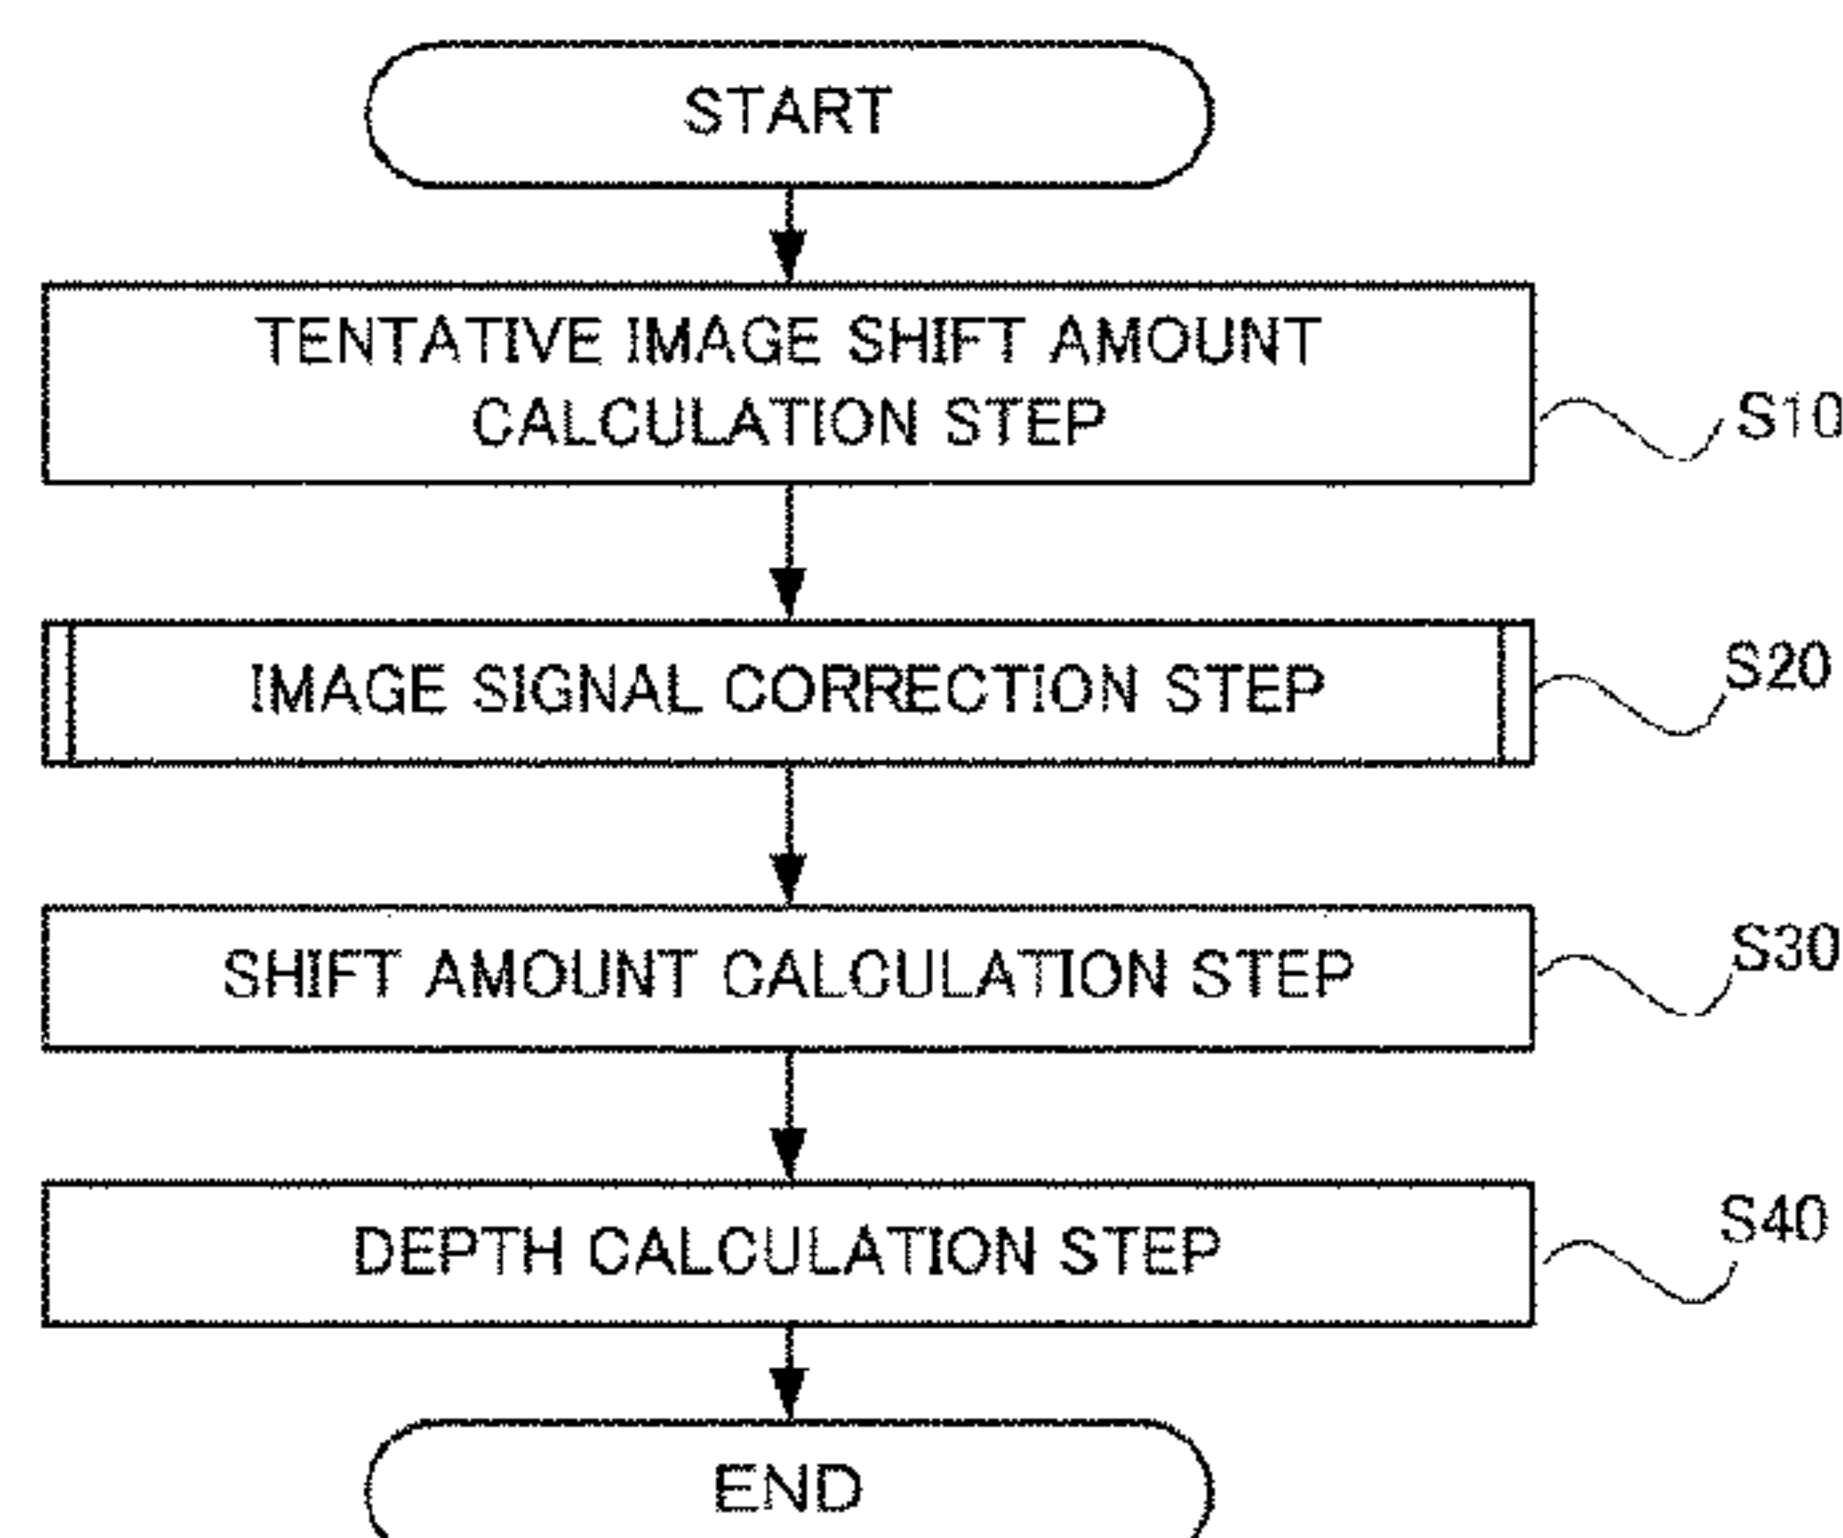 START
TENTATIVE IMAGE SHIFT AMOUNT
CALCULATION STEP
S10
IMAGE SIGNAL CORRECTION STEP
S20
SHIFT AMOUNT CALCULATION STEP
S30
DEPTH CALCULATION STEP
S40
END